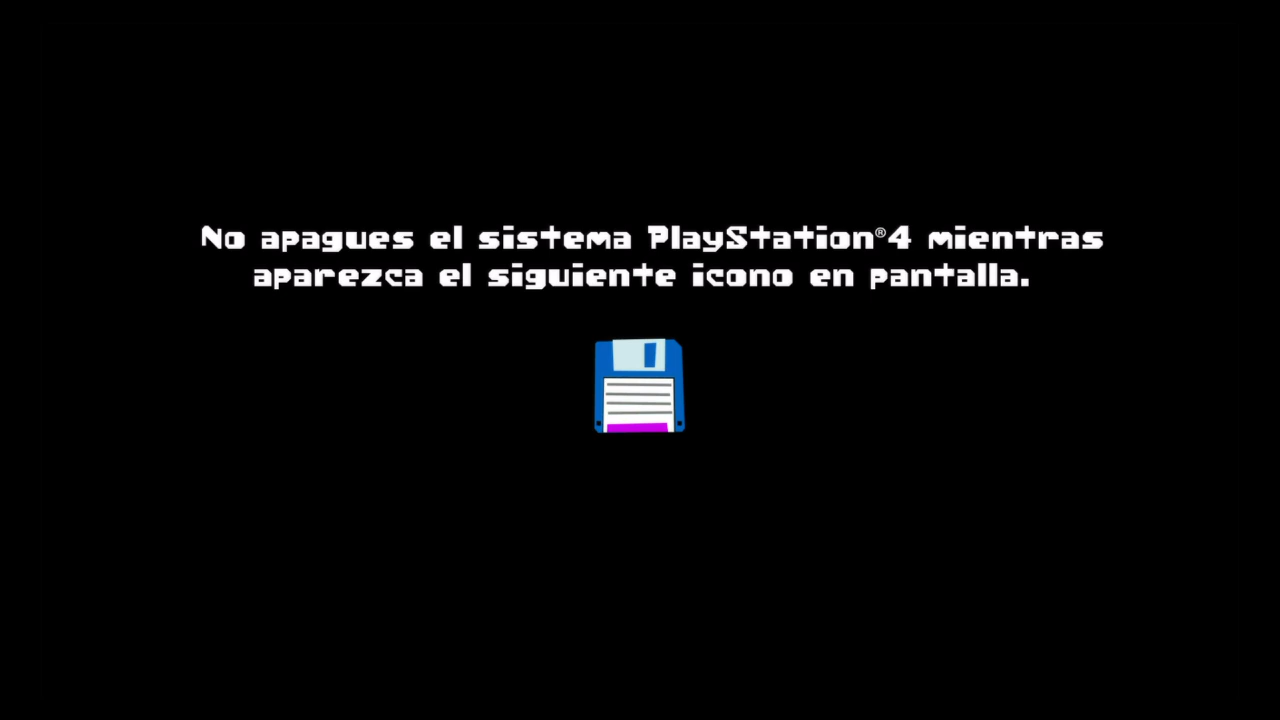 No apagues el sistema PlayStation®4 mientras
aparezca el siguiente icono en pantalla.